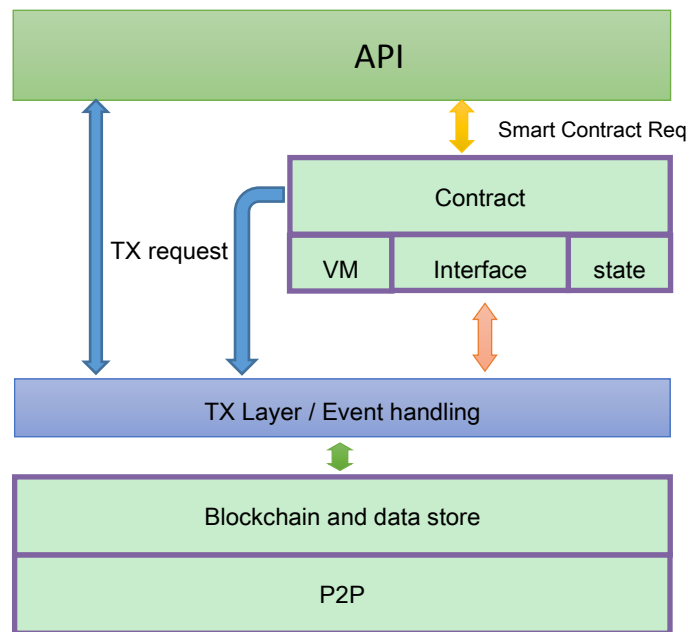 API
Smart Contract Req
Contract
TX request
VM
Interface
state
TX Layer / Event handling
Blockchain and data store
P2P